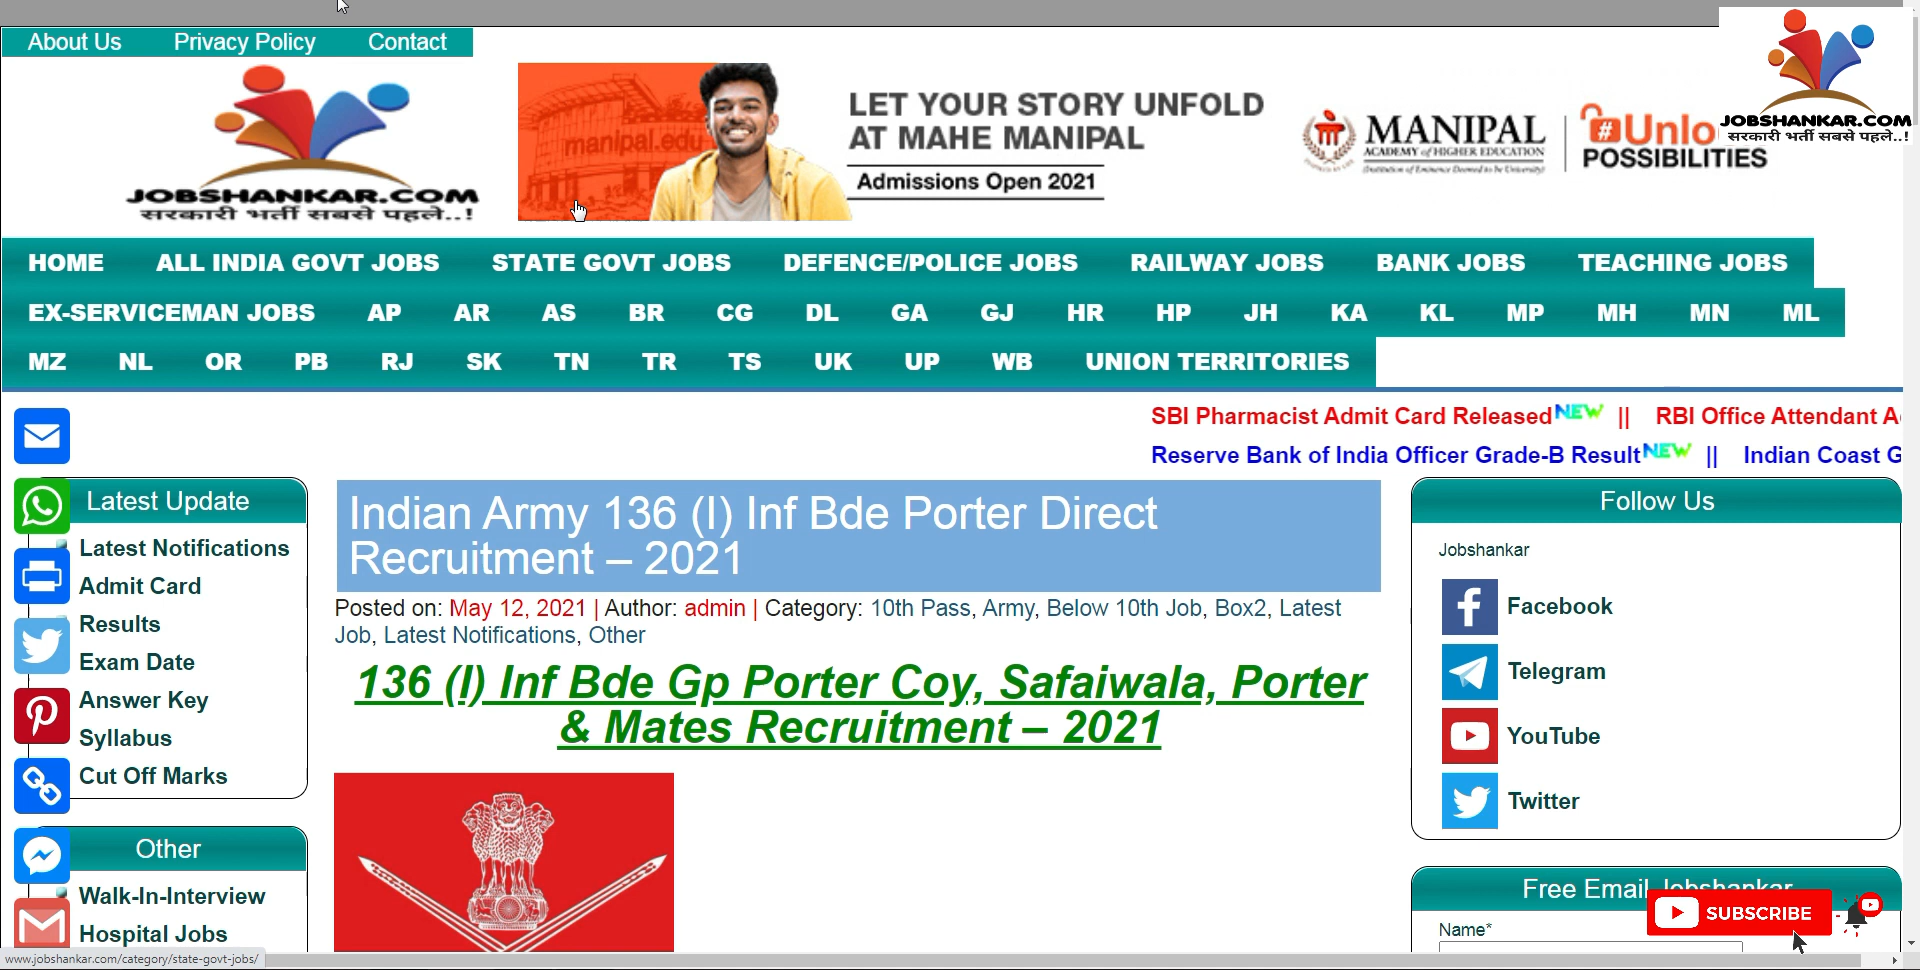 About Us Privacy Policy Contact
JOBSHANKAR.COM
सरकारी भर्ती सबसे पहले..!
manipal.edu
LET YOUR STORY UNFOLD
AT MAHE MANIPAL
Admissions Open 2021
MANIPAL
ACADEMY of HIGHER EDUCATION
(Institution of Eminence Deemed to be University)
#Unlo
POSSIBILITIES
JOBSHANKAR.COM
सरकारी भर्ती सबसे पहले..!
HOME ALL INDIA GOVT JOBS STATE GOVT JOBS DEFENCE/POLICE JOBS RAILWAY JOBS BANK JOBS TEACHING JOBS
EX-SERVICEMAN JOBS AP AR AS BR CG DL GA GJ HR HP JH KA KL MP MH MN ML
MZ NL OR PB RJ SK TN TR TS UK UP WB UNION TERRITORIES
SBI Pharmacist Admit Card Released NEW || RBI Office Attendant A
Reserve Bank of India Officer Grade-B Result NEW || Indian Coast G
Latest Update
Latest Notifications
Admit Card
Results
Exam Date
Answer Key
Syllabus
Cut Off Marks
Other
Walk-In-Interview
Hospital Jobs
Indian Army 136 (I) Inf Bde Porter Direct
Recruitment – 2021
Posted on: May 12, 2021 | Author: admin | Category: 10th Pass, Army, Below 10th Job, Box2, Latest
Job, Latest Notifications, Other
136 (I) Inf Bde Gp Porter Coy, Safaiwala, Porter
& Mates Recruitment – 2021
Follow Us
Jobshankar
Facebook
Telegram
YouTube
Twitter
Free Email Jobshankar
SUBSCRIBE
Name*
www.jobshankar.com/category/state-govt-jobs/